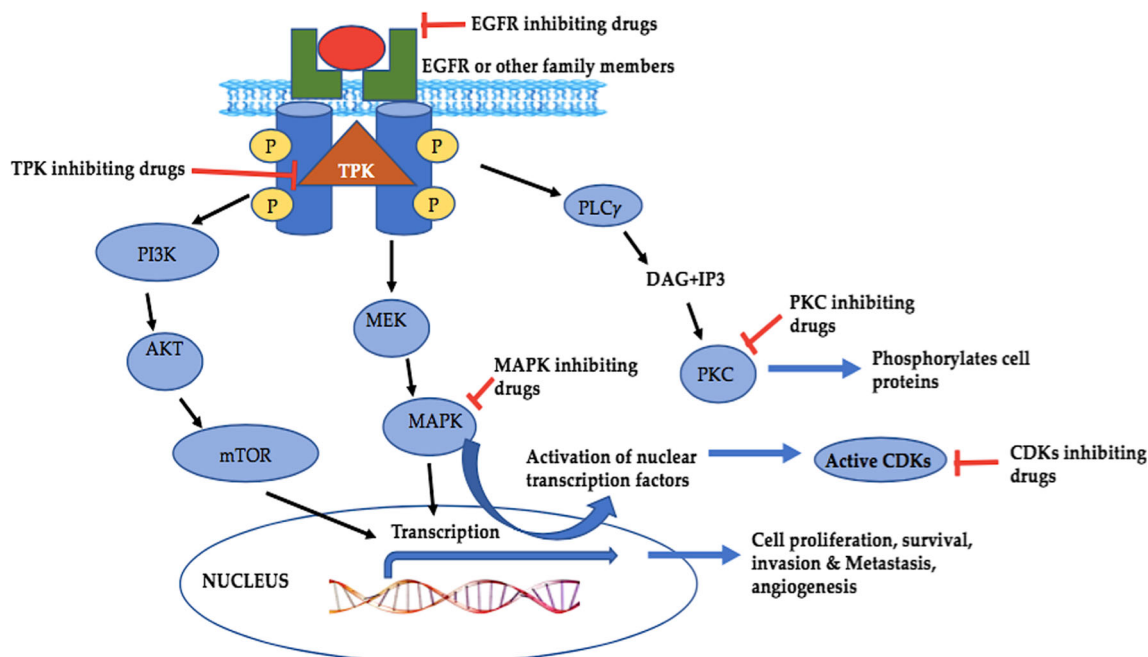 EGFR inhibiting drugs
EGFR or other family members
P
P
TPK inhibiting drugs
TPK
P
P
PLCγ
PI3K
DAG+IP3
MEK
PKC inhibiting
drugs
AKT
MAPK inhibiting
drugs
PKC
Phosphorylates cell
proteins
MAPK
mTOR
Activation of nuclear
transcription factors
Active CDKs
CDKs inhibiting
drugs
Transcription
Cell proliferation, survival,
invasion & Metastasis,
angiogenesis
NUCLEUS